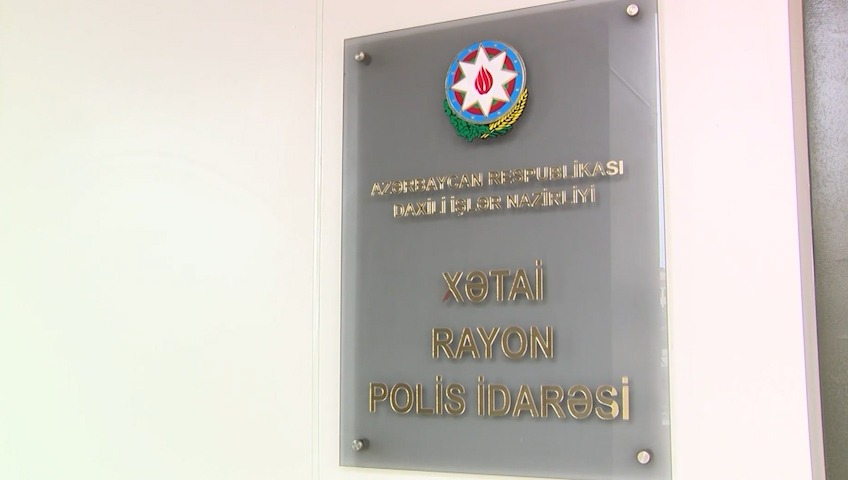 AZƏRBAYCAN RESPUBLİKASI
DAXİLİ İŞLƏR NAZİRLİYİ
XƏTAİ
RAYON
POLİS İDARƏSİ